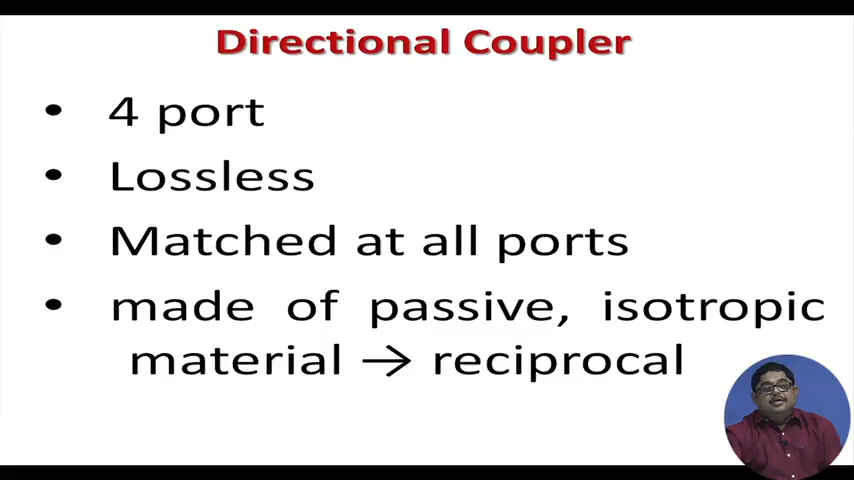 Directional Coupler
• 4 port
• Lossless
• Matched at all ports
• made of passive, isotropic
material → reciprocal